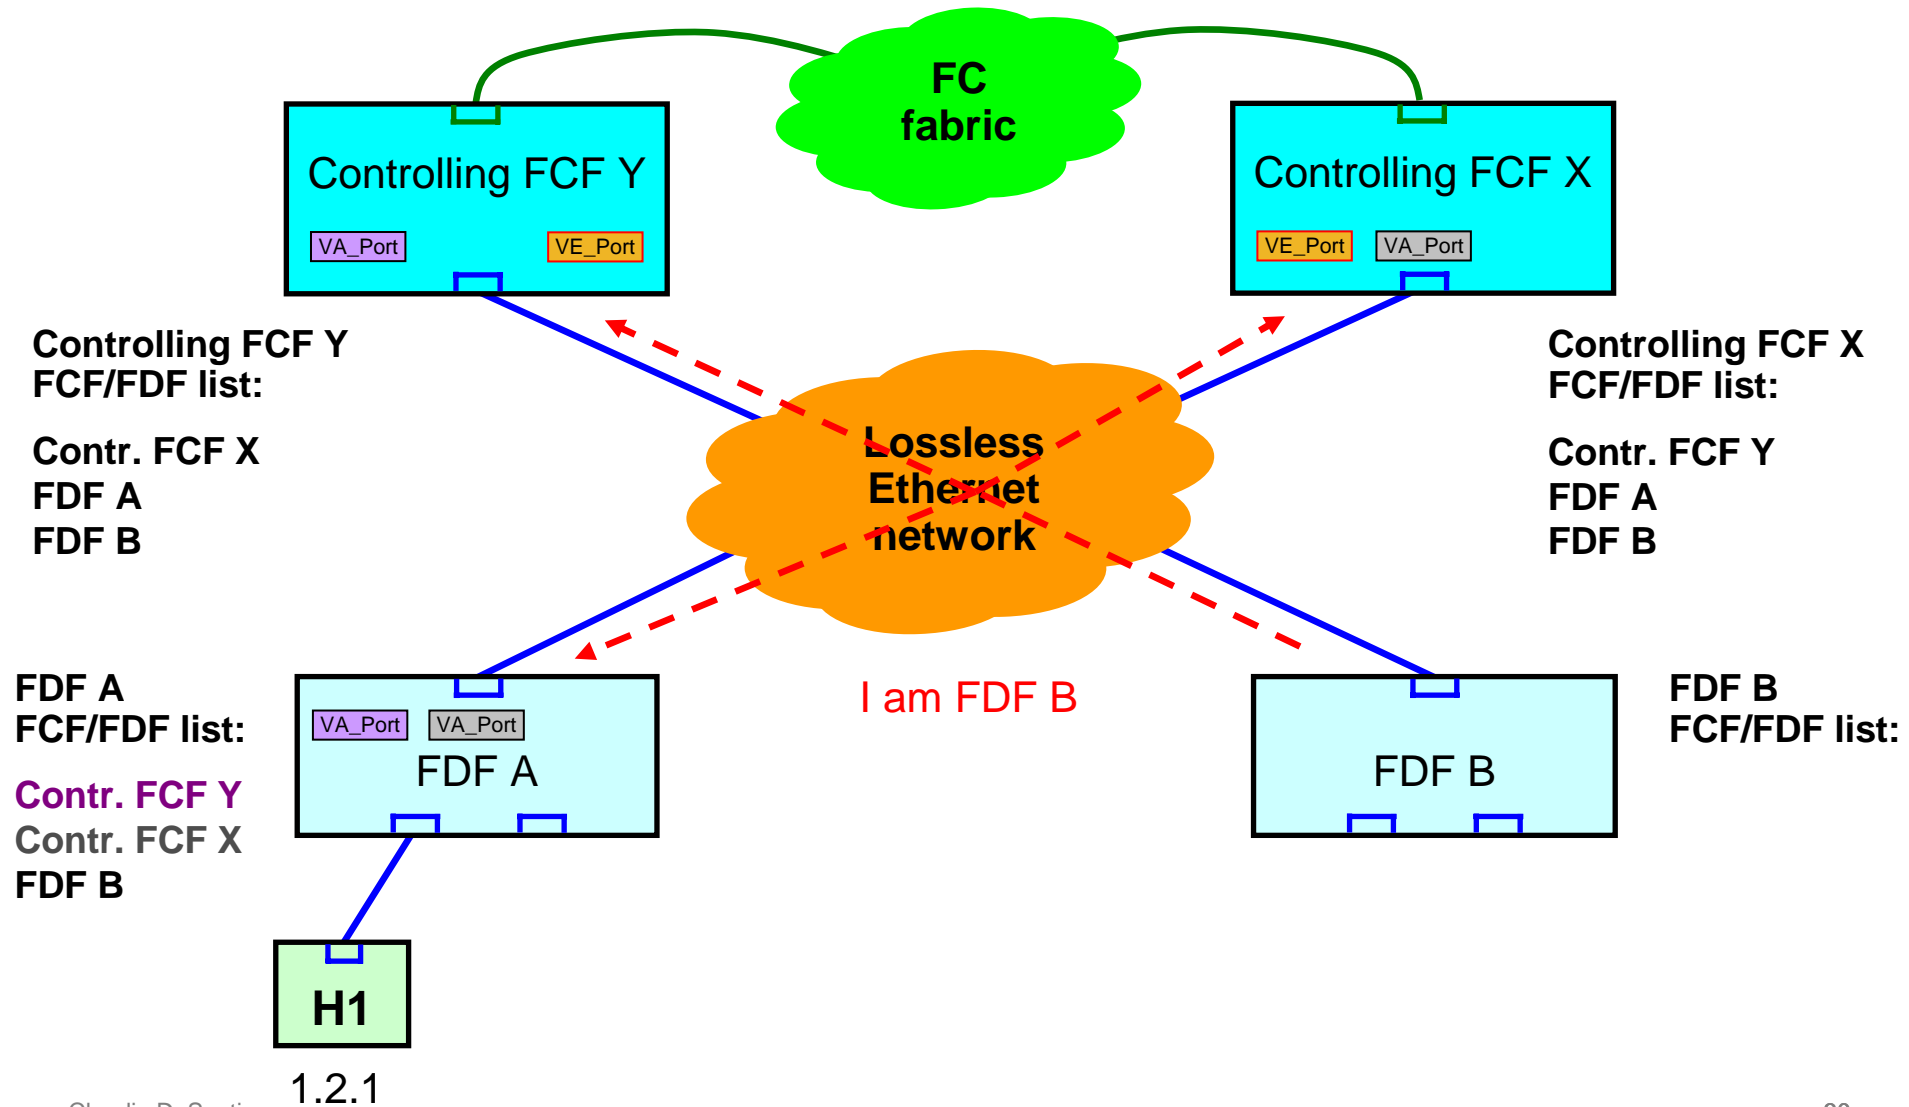 FC
fabric
Controlling FCF Y
VA_Port
VE_Port
Controlling FCF X
VE_Port
VA_Port
Controlling FCF Y
FCF/FDF list:
Contr. FCF X
FDF A
FDF B
Lossless
Ethernet
network
Controlling FCF X
FCF/FDF list:
Contr. FCF Y
FDF A
FDF B
FDF A
FCF/FDF list:
Contr. FCF Y
Contr. FCF X
FDF B
VA_Port
VA_Port
FDF A
I am FDF B
FDF B
FDF B
FCF/FDF list:
H1
1.2.1